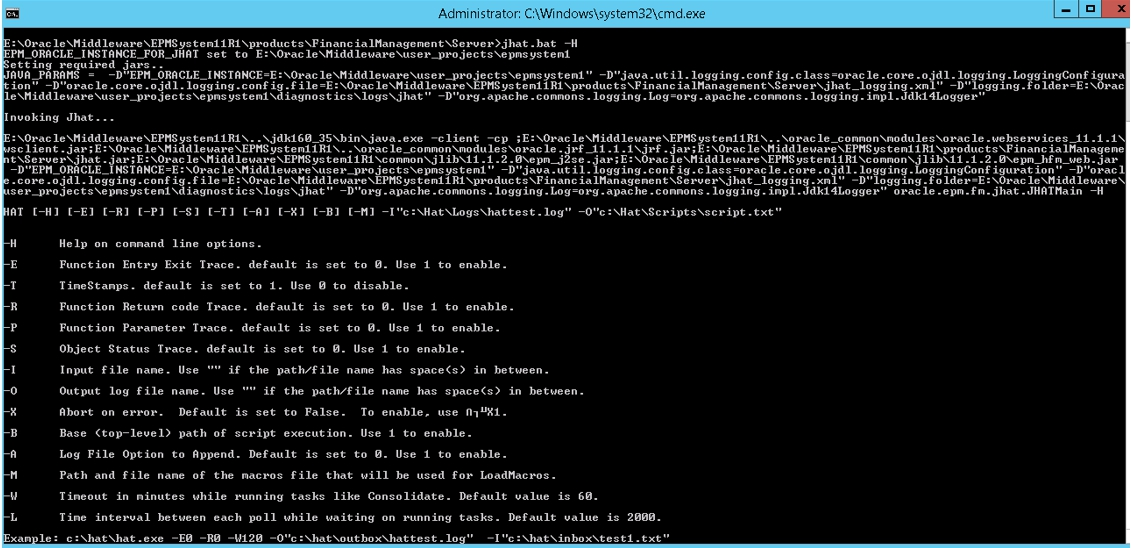 Administrator: C:\Windows\system32\cmd.exe
E:\Oracle\Middleware\EPMSystem11R1\products\FinancialManagement\Server>jhat.bat -H
EPM_ORACLE_INSTANCE_FOR_JHAT set to E:\Oracle\Middleware\user_projects\epmsystem1
Setting required jars..
JAVA_PARAMS =  -D"EPM_ORACLE_INSTANCE=E:\Oracle\Middleware\user_projects\epmsystem1" -D"java.util.logging.config.class=oracle.core.ojdl.logging.LoggingConfigura
tion" -D"oracle.core.ojdl.logging.config.file=E:\Oracle\Middleware\EPMSystem11R1\products\FinancialManagement\Server\jhat_logging.xml" -D"logging.folder=E:\Orac
le\Middleware\user_projects\epmsystem1\diagnostics\logs\jhat" -D"org.apache.commons.logging.Log=org.apache.commons.logging.impl.Jdk14Logger"
Invoking Jhat...
E:\Oracle\Middleware\EPMSystem11R1\..\jdk160_35\bin\java.exe -client -cp ;E:\Oracle\Middleware\EPMSystem11R1\..\oracle_common\modules\oracle.webservices_11.1.1\
wsclient.jar;E:\Oracle\Middleware\EPMSystem11R1\..\oracle_common\modules\oracle.jrf_11.1.1\jrf.jar;E:\Oracle\Middleware\EPMSystem11R1\products\FinancialManageme
nt\Server\jhat.jar;E:\Oracle\Middleware\EPMSystem11R1\common\jlib\11.1.2.0\epm_j2se.jar;E:\Oracle\Middleware\EPMSystem11R1\common\jlib\11.1.2.0\epm_hfm_web.jar
 -D"EPM_ORACLE_INSTANCE=E:\Oracle\Middleware\user_projects\epmsystem1" -D"java.util.logging.config.class=oracle.core.ojdl.logging.LoggingConfiguration" -D"oracl
e.core.ojdl.logging.config.file=E:\Oracle\Middleware\EPMSystem11R1\products\FinancialManagement\Server\jhat_logging.xml" -D"logging.folder=E:\Oracle\Middleware\
user_projects\epmsystem1\diagnostics\logs\jhat" -D"org.apache.commons.logging.Log=org.apache.commons.logging.impl.Jdk14Logger" oracle.epm.fm.jhat.JHATMain -H
HAT [-H] [-E] [-R] [-P] [-S] [-T] [-A] [-X] [-B] [-M] -I"c:\Hat\Logs\hattest.log" -O"c:\Hat\Scripts\script.txt"
-H      Help on command line options.
-E      Function Entry Exit Trace. default is set to 0. Use 1 to enable.
-T      TimeStamps. default is set to 1. Use 0 to disable.
-R      Function Return code Trace. default is set to 0. Use 1 to enable.
-P      Function Parameter Trace. default is set to 0. Use 1 to enable.
-S      Object Status Trace. default is set to 0. Use 1 to enable.
-I      Input file name. Use "" if the path/file name has space(s) in between.
-O      Output log file name. Use "" if the path/file name has space(s) in between.
-X      Abort on error.  Default is set to False.  To enable, use
-B      Base (top-level) path of script execution. Use 1 to enable.
-A      Log File Option to Append. Default is set to 0. Use 1 to enable.
-M      Path and file name of the macros file that will be used for LoadMacros.
-W      Timeout in minutes while running tasks like Consolidate. Default value is 60.
-L      Time interval between each poll while waiting on running tasks. Default value is 2000.
Example: c:\hat\hat.exe -E0 -R0 -W120 -O"c:\hat\outbox\hattest.log"  -I"c:\hat\inbox\test1.txt"